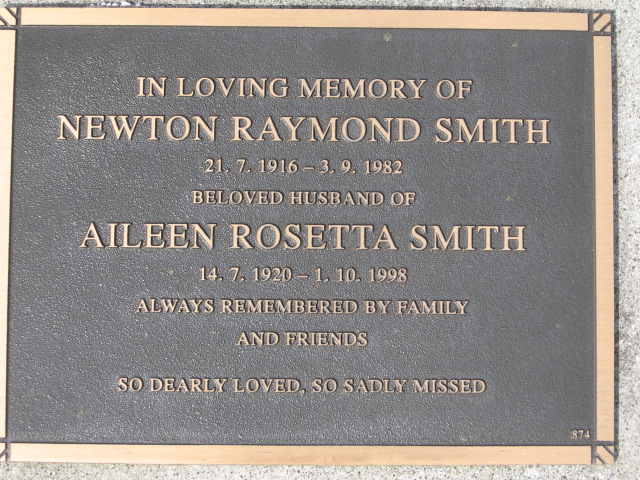 IN LOVING MEMORY OF
NEWTON RAYMOND SMITH
21. 7. 1916 – 3. 9. 1982
BELOVED HUSBAND OF
AILEEN ROSETTA SMITH
14. 7. 1920 – 1. 10. 1998
ALWAYS REMEMBERED BY FAMILY
AND FRIENDS
SO DEARLY LOVED, SO SADLY MISSED
874